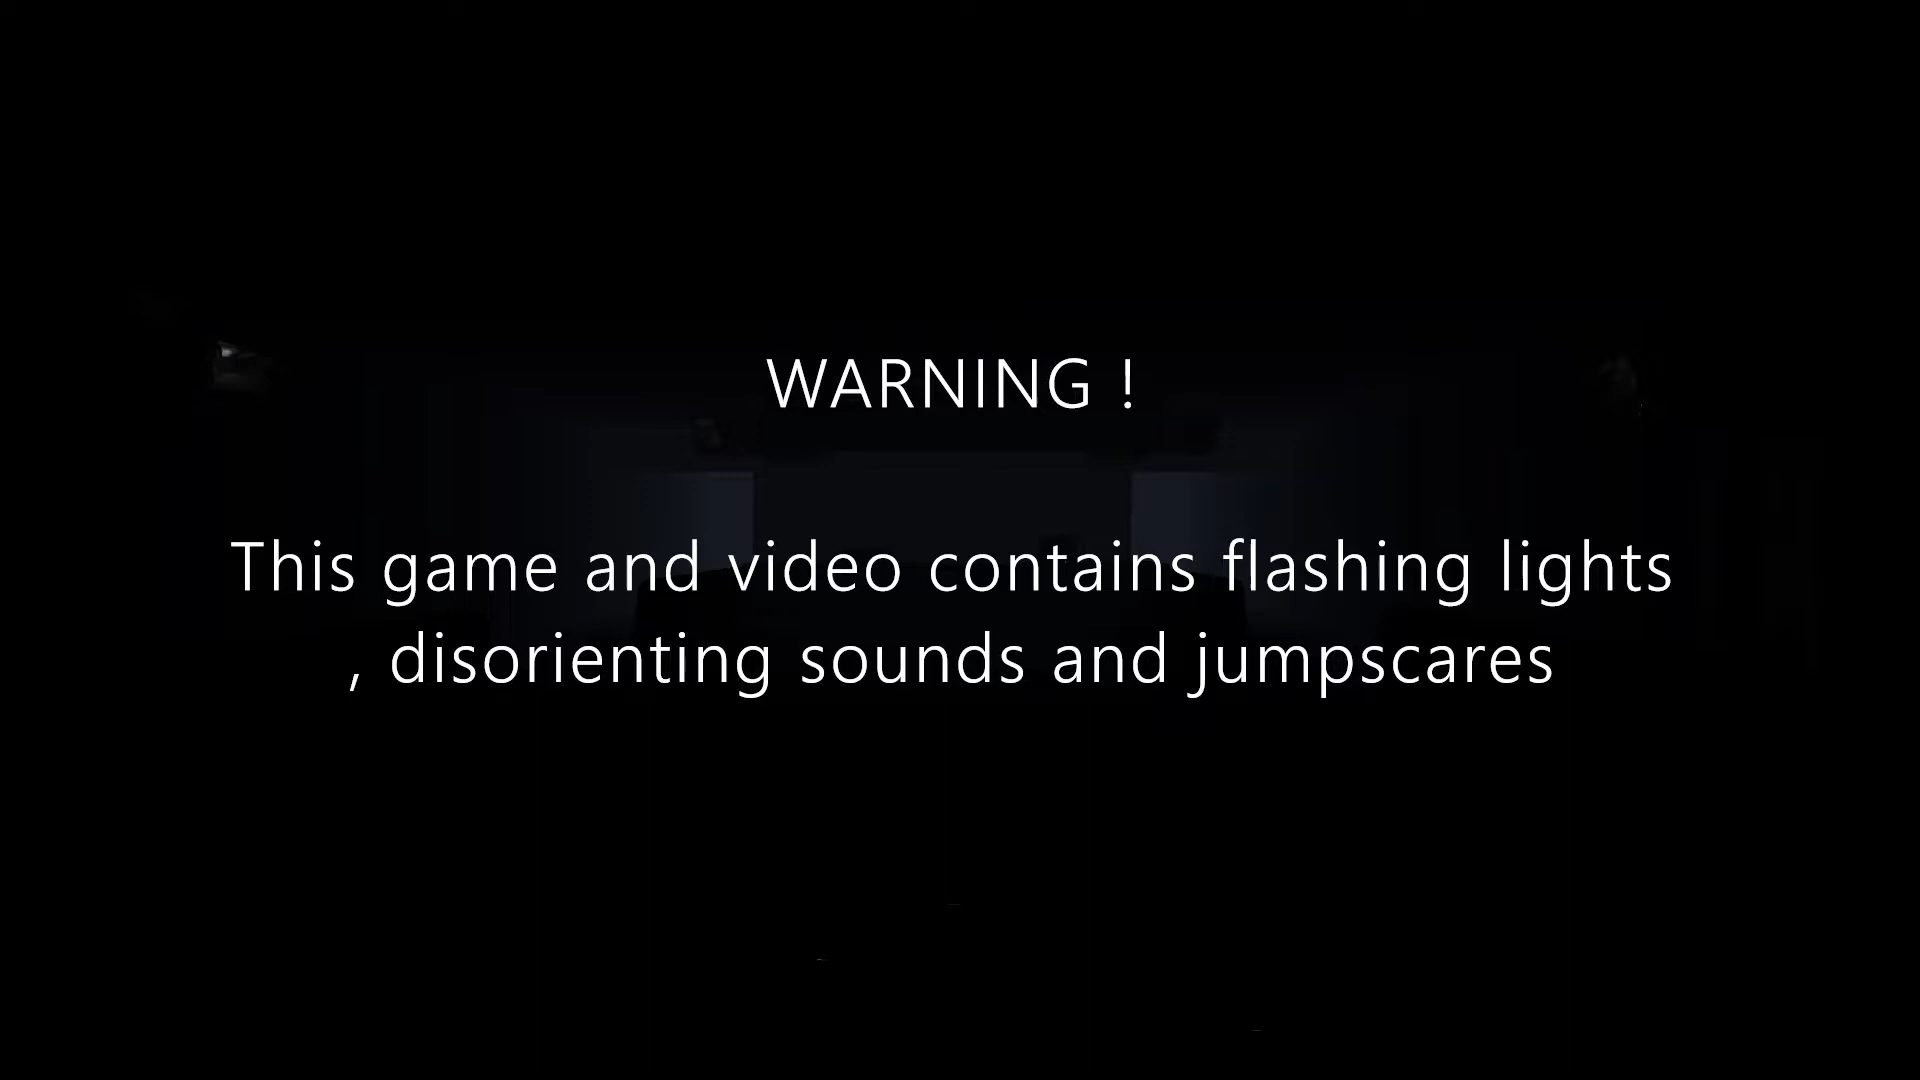 WARNING !
This game and video contains flashing lights
, disorienting sounds and jumpscares